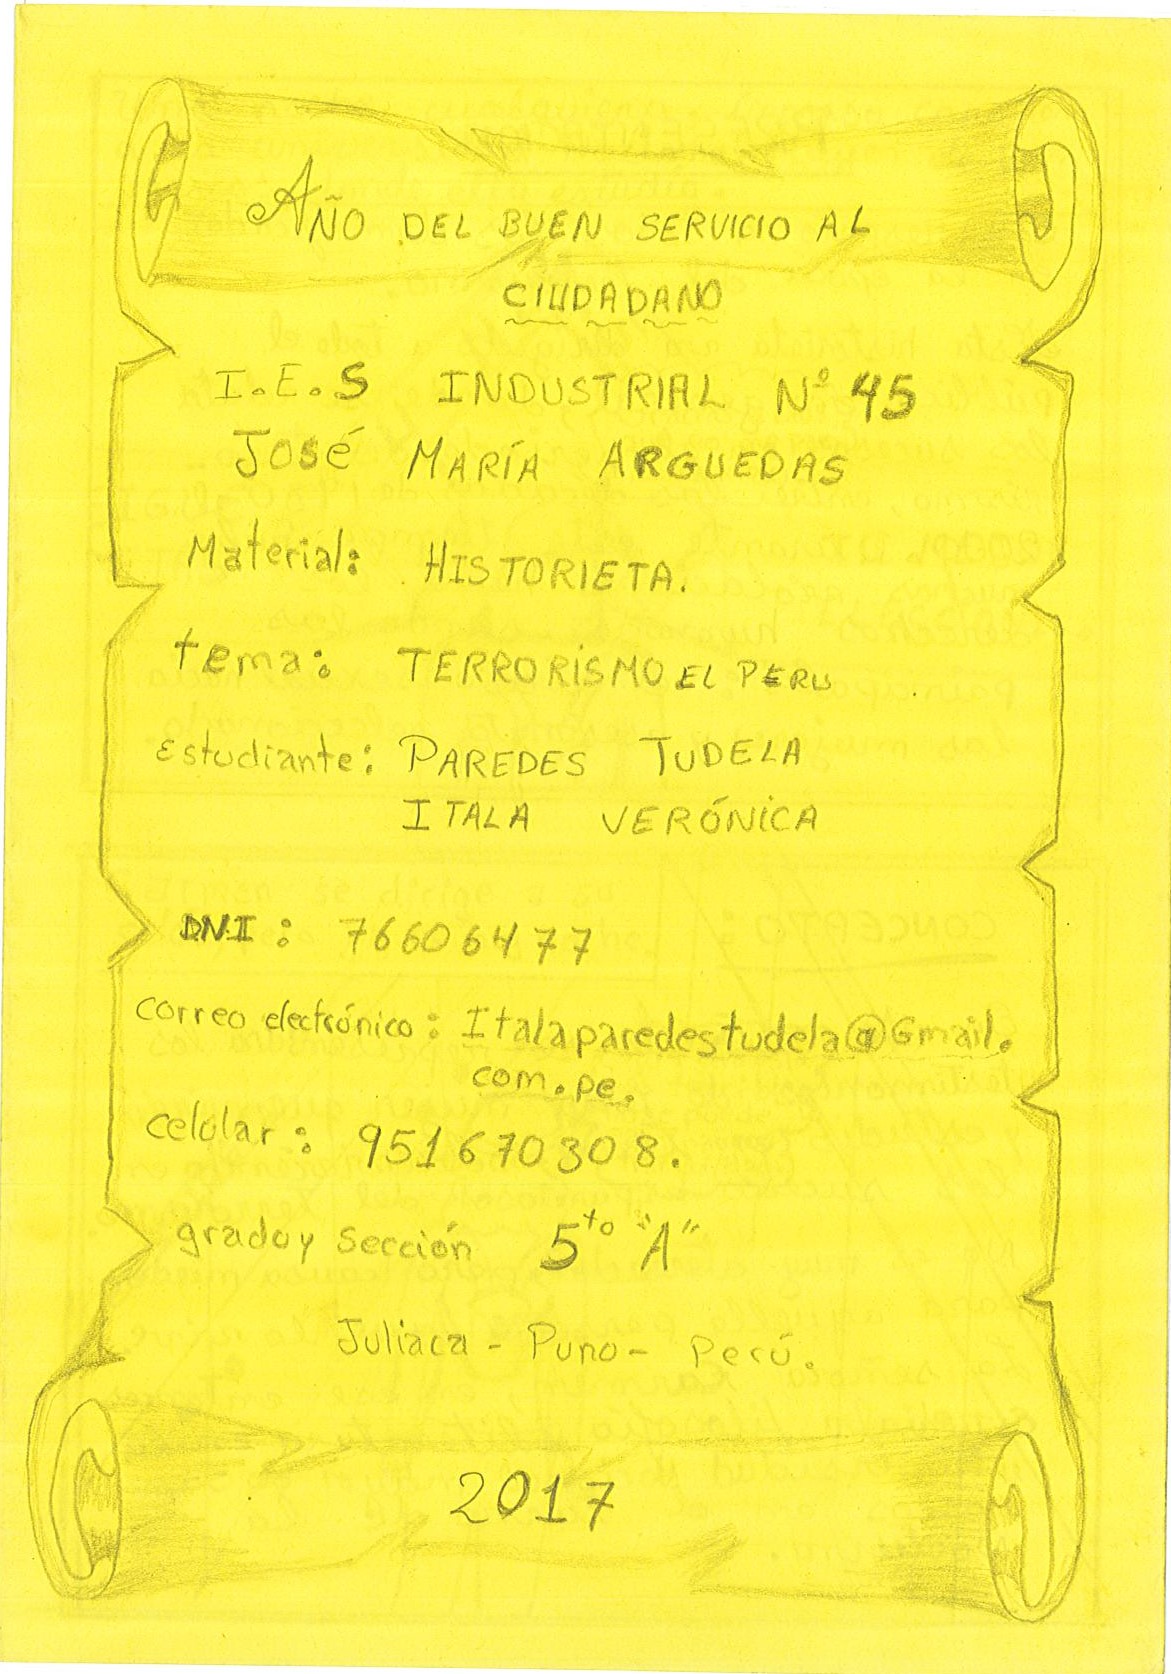 AÑO DEL BUEN SERVICIO AL
CIUDADANO
I.E.S INDUSTRIAL Nº 45
JOSÉ MARÍA ARGUEDAS
Material: HISTORIETA.
tema: TERRORISMO EL PERU
Estudiante: PAREDES TUDELA
ITALA VERÓNICA
DNI: 76606477
correo electrónico: Italaparedestudela@Gmail.
com.pe.
celular: 951670308.
grado y sección 5to "A"
Juliaca - Puno - Perú.
2017